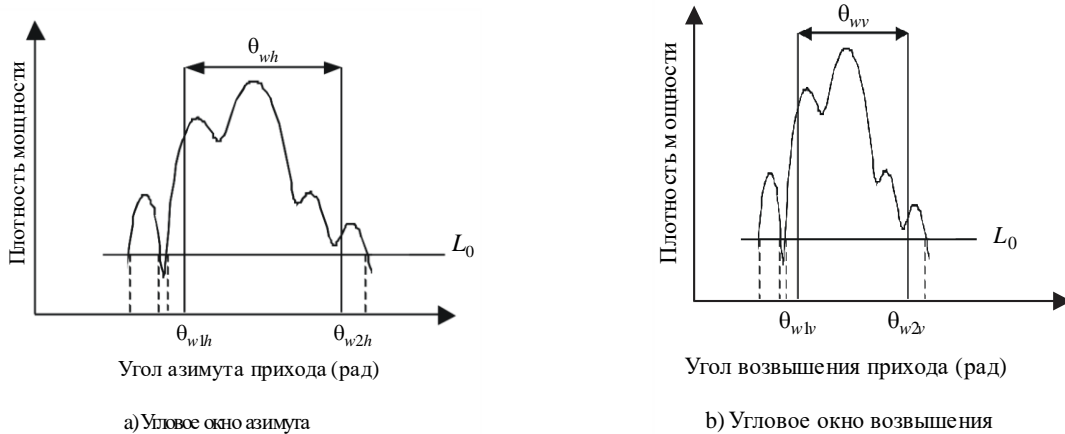 Плотность мощности
θwh
L0
θw1h
θw2h
Угол азимута прихода (рад)
a) Угловое окно азимута
Плотность м ощности
θwv
L0
θw1v
θw2v
Угол возвышения прихода (рад)
b) Угловое окно возвышения